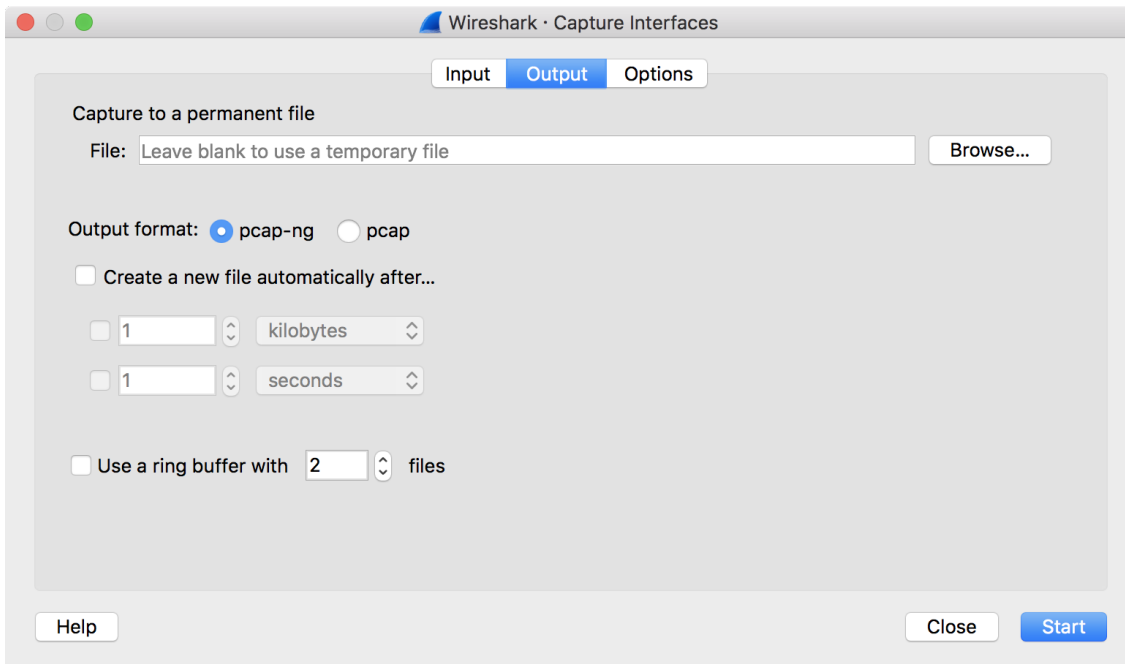 Wireshark · Capture Interfaces
Input Output Options
Capture to a permanent file
File: Leave blank to use a temporary file Browse...
Output format: pcap-ng pcap
Create a new file automatically after...
1 kilobytes
1 seconds
Use a ring buffer with 2 files
Help Close Start